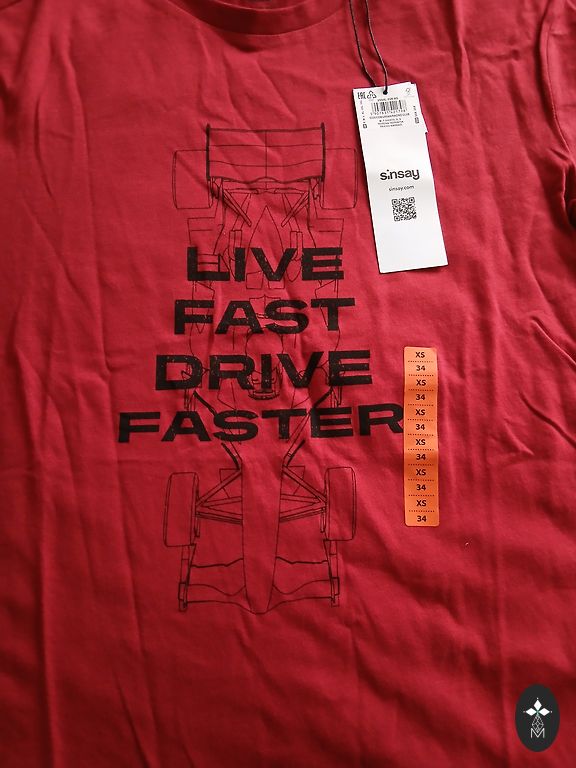 sinsay
sinsay.com
LIVE
FAST
DRIVE
FASTER
XS
34
XS
34
XS
34
XS
34
XS
34
XS
34
M